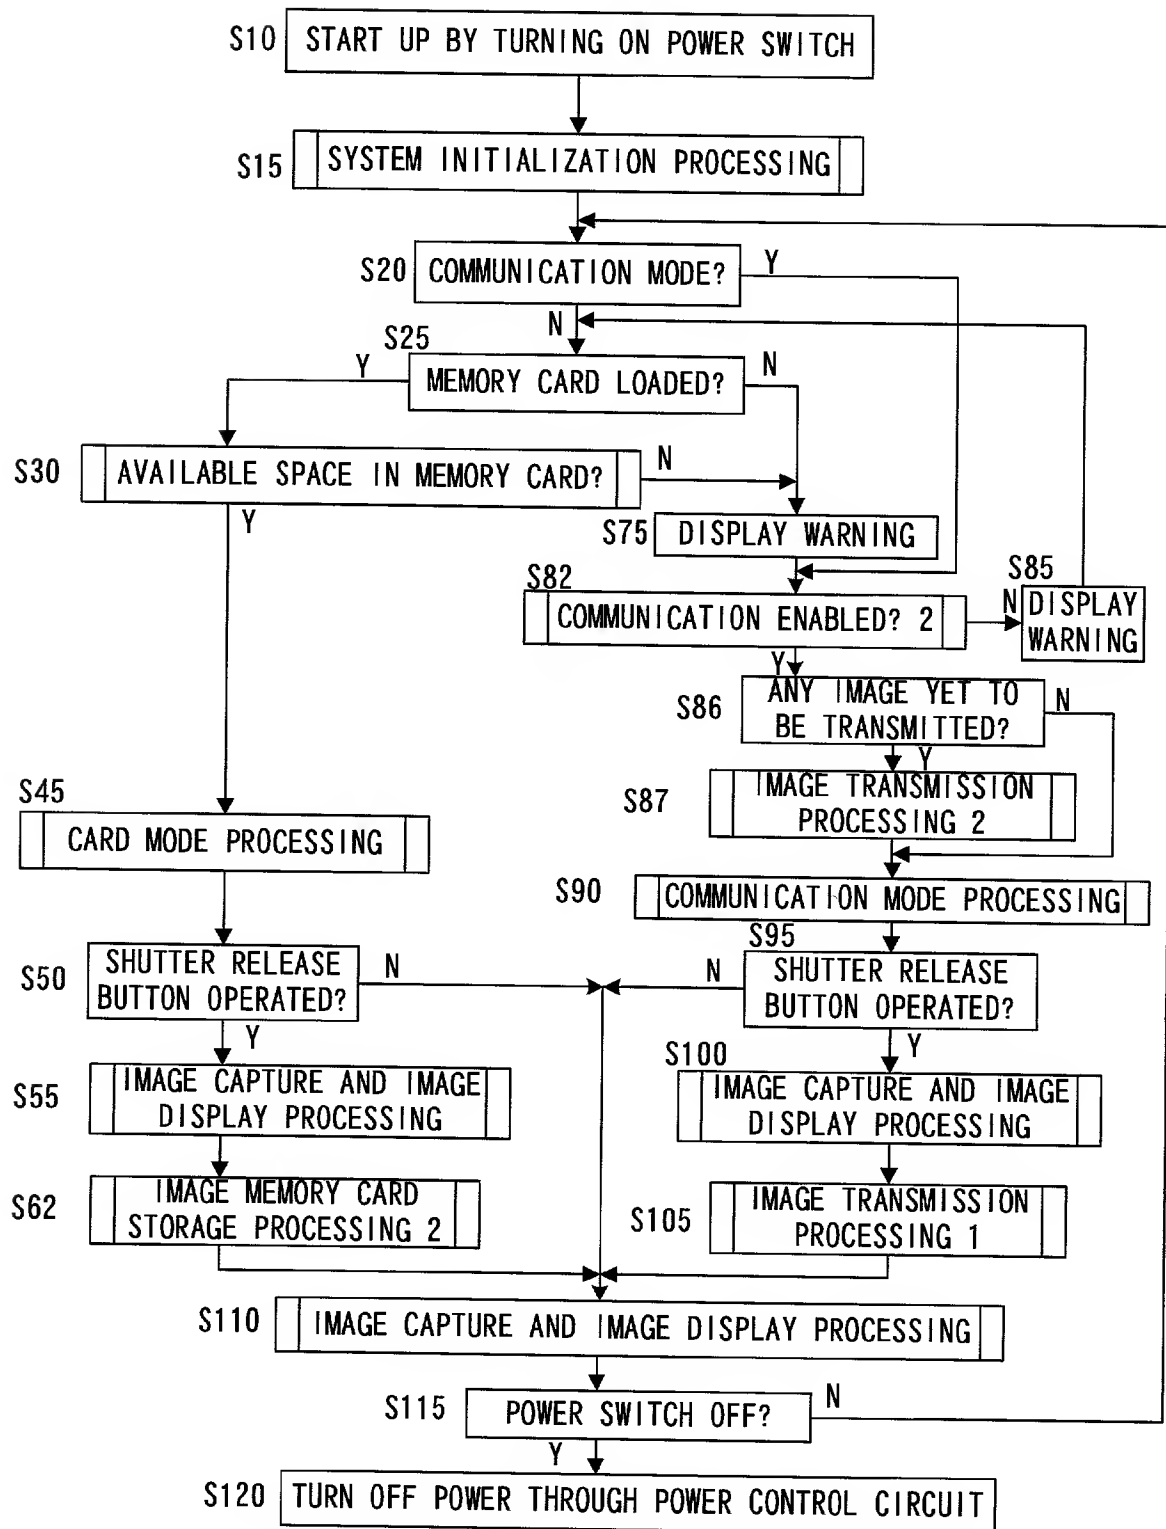 S10 START UP BY TURNING ON POWER SWITCH
S15 SYSTEM INITIALIZATION PROCESSING
S20 COMMUNICATION MODE? Y
N
S25
Y MEMORY CARD LOADED? N
S30 AVAILABLE SPACE IN MEMORY CARD? N
Y
S75 DISPLAY WARNING
S82
COMMUNICATION ENABLED? 2 N
S85
DISPLAY
WARNING
Y
S86 ANY IMAGE YET TO
BE TRANSMITTED? N
Y
S87 IMAGE TRANSMISSION
PROCESSING 2
S45
CARD MODE PROCESSING
S90 COMMUNICATION MODE PROCESSING
S50 SHUTTER RELEASE
BUTTON OPERATED? N
Y
S95
N SHUTTER RELEASE
BUTTON OPERATED?
Y
S55 IMAGE CAPTURE AND IMAGE
DISPLAY PROCESSING
S100
IMAGE CAPTURE AND IMAGE
DISPLAY PROCESSING
S62 IMAGE MEMORY CARD
STORAGE PROCESSING 2
S105 IMAGE TRANSMISSION
PROCESSING 1
S110 IMAGE CAPTURE AND IMAGE DISPLAY PROCESSING
S115 POWER SWITCH OFF? N
Y
S120 TURN OFF POWER THROUGH POWER CONTROL CIRCUIT